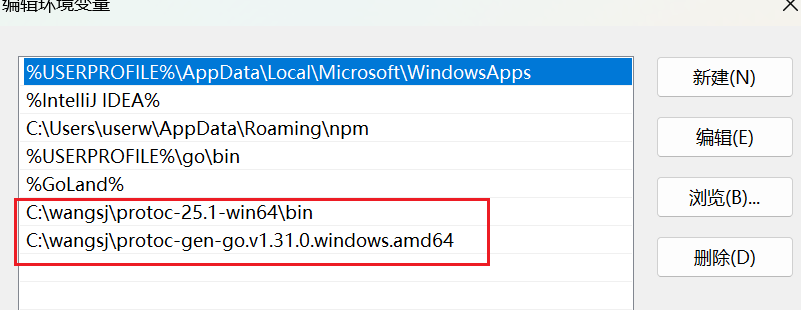 编辑环境变量
%USERPROFILE%\AppData\Local\Microsoft\WindowsApps
%IntelliJ IDEA%
C:\Users\userw\AppData\Roaming\npm
%USERPROFILE%\go\bin
%GoLand%
C:\wangsj\protoc-25.1-win64\bin
C:\wangsj\protoc-gen-go.v1.31.0.windows.amd64
新建(N)
编辑(E)
浏览(B)...
删除(D)